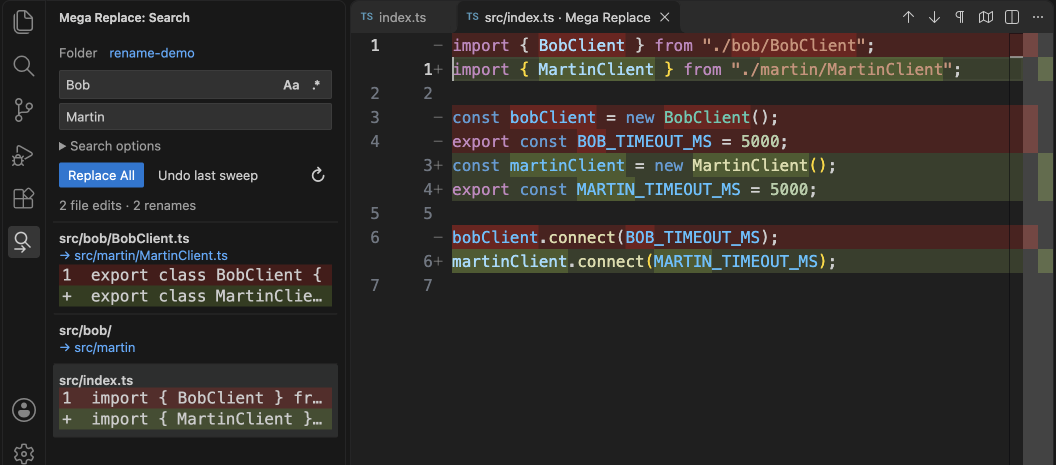 Mega Replace: Search
Folder rename-demo
Bob Aa .*
Martin
Search options
Replace All Undo last sweep
2 file edits · 2 renames
src/bob/BobClient.ts
→ src/martin/MartinClient.ts
1 export class BobClient {
+ export class MartinClie…
src/bob/
→ src/martin
src/index.ts
1 import { BobClient } fr…
+ import { MartinClient }…
TS index.ts TS src/index.ts · Mega Replace
1 − import { BobClient } from "./bob/BobClient";
1+ import { MartinClient } from "./martin/MartinClient";
2 2
3 − const bobClient = new BobClient();
4 − export const BOB_TIMEOUT_MS = 5000;
3+ const martinClient = new MartinClient();
4+ export const MARTIN_TIMEOUT_MS = 5000;
5 5
6 − bobClient.connect(BOB_TIMEOUT_MS);
6+ martinClient.connect(MARTIN_TIMEOUT_MS);
7 7